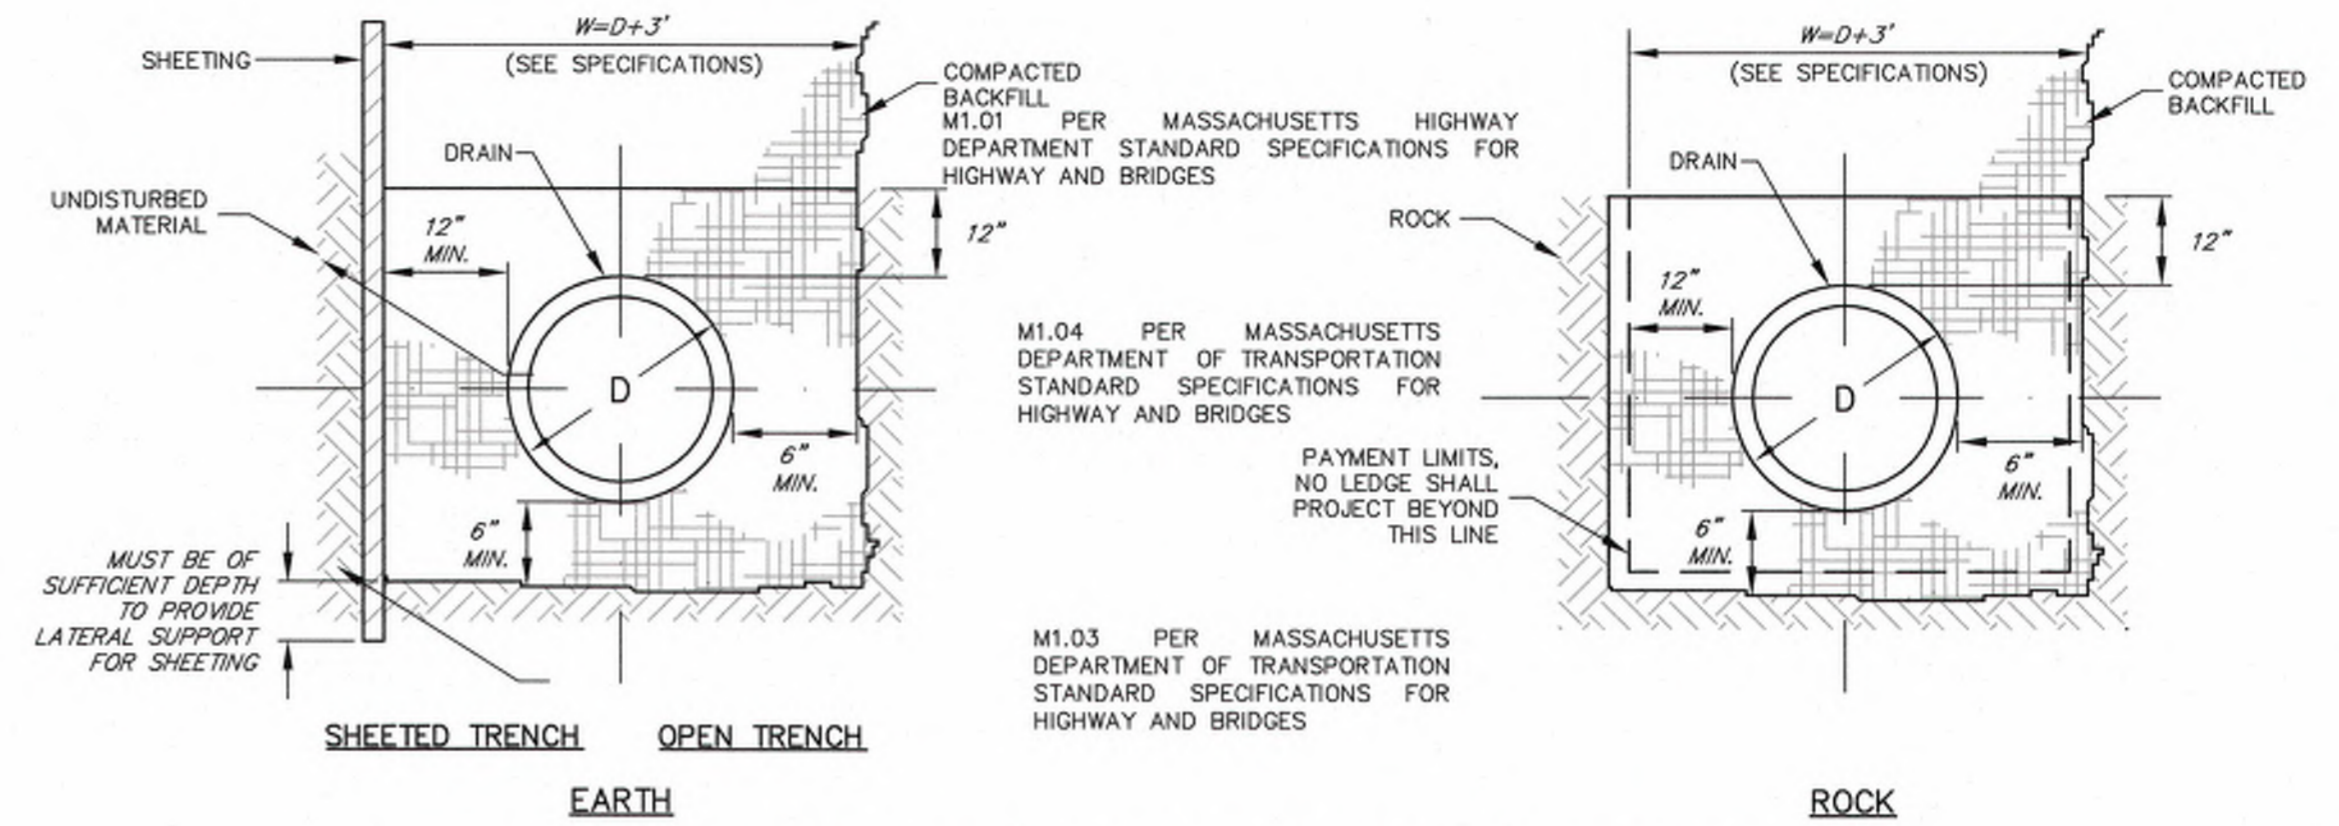 W=D+3'
(SEE SPECIFICATIONS)
SHEETING
COMPACTED
BACKFILL
M1.01 PER MASSACHUSETTS HIGHWAY
DEPARTMENT STANDARD SPECIFICATIONS FOR
HIGHWAY AND BRIDGES
DRAIN
UNDISTURBED
MATERIAL
12"
MIN.
12"
D
6"
MIN.
6"
MIN.
MUST BE OF
SUFFICIENT DEPTH
TO PROVIDE
LATERAL SUPPORT
FOR SHEETING
SHEETED TRENCH
OPEN TRENCH
EARTH
M1.04 PER MASSACHUSETTS
DEPARTMENT OF TRANSPORTATION
STANDARD SPECIFICATIONS FOR
HIGHWAY AND BRIDGES
M1.03 PER MASSACHUSETTS
DEPARTMENT OF TRANSPORTATION
STANDARD SPECIFICATIONS FOR
HIGHWAY AND BRIDGES
W=D+3'
(SEE SPECIFICATIONS)
COMPACTED
BACKFILL
DRAIN
ROCK
12"
MIN.
12"
D
PAYMENT LIMITS,
NO LEDGE SHALL
PROJECT BEYOND
THIS LINE
6"
MIN.
6"
MIN.
ROCK